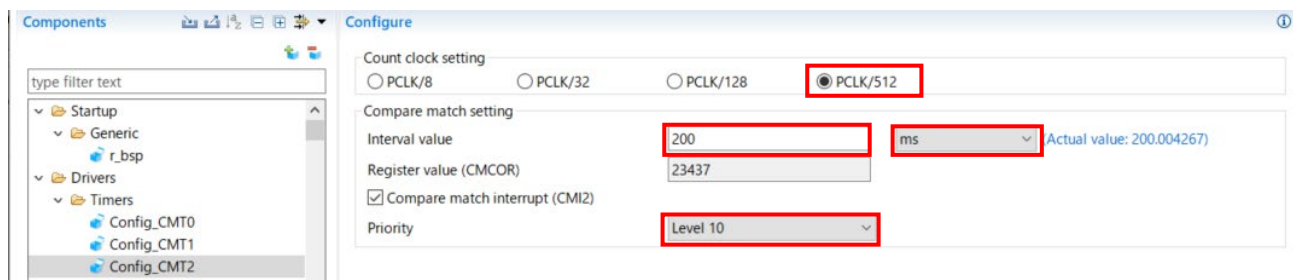 Components
Configure
type filter text
Startup
Generic
r_bsp
Drivers
Timers
Config_CMT0
Config_CMT1
Config_CMT2
Count clock setting
PCLK/8 PCLK/32 PCLK/128 PCLK/512
Compare match setting
Interval value 200 ms (Actual value: 200.004267)
Register value (CMCOR) 23437
Compare match interrupt (CMI2)
Priority Level 10